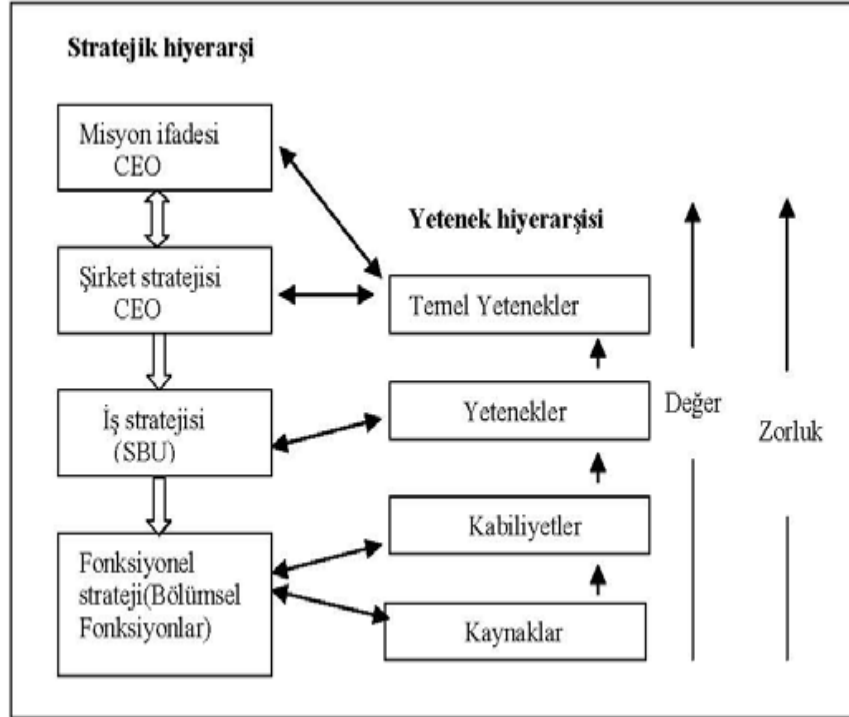 Stratejik hiyerarşi
Misyon ifadesi
CEO
Şirket stratejisi
CEO
İş stratejisi
(SBU)
Fonksiyonel
strateji(Bölümsel
Fonksiyonlar)
Yetenek hiyerarşisi
Temel Yetenekler
Yetenekler
Kabiliyetler
Kaynaklar
Değer
Zorluk